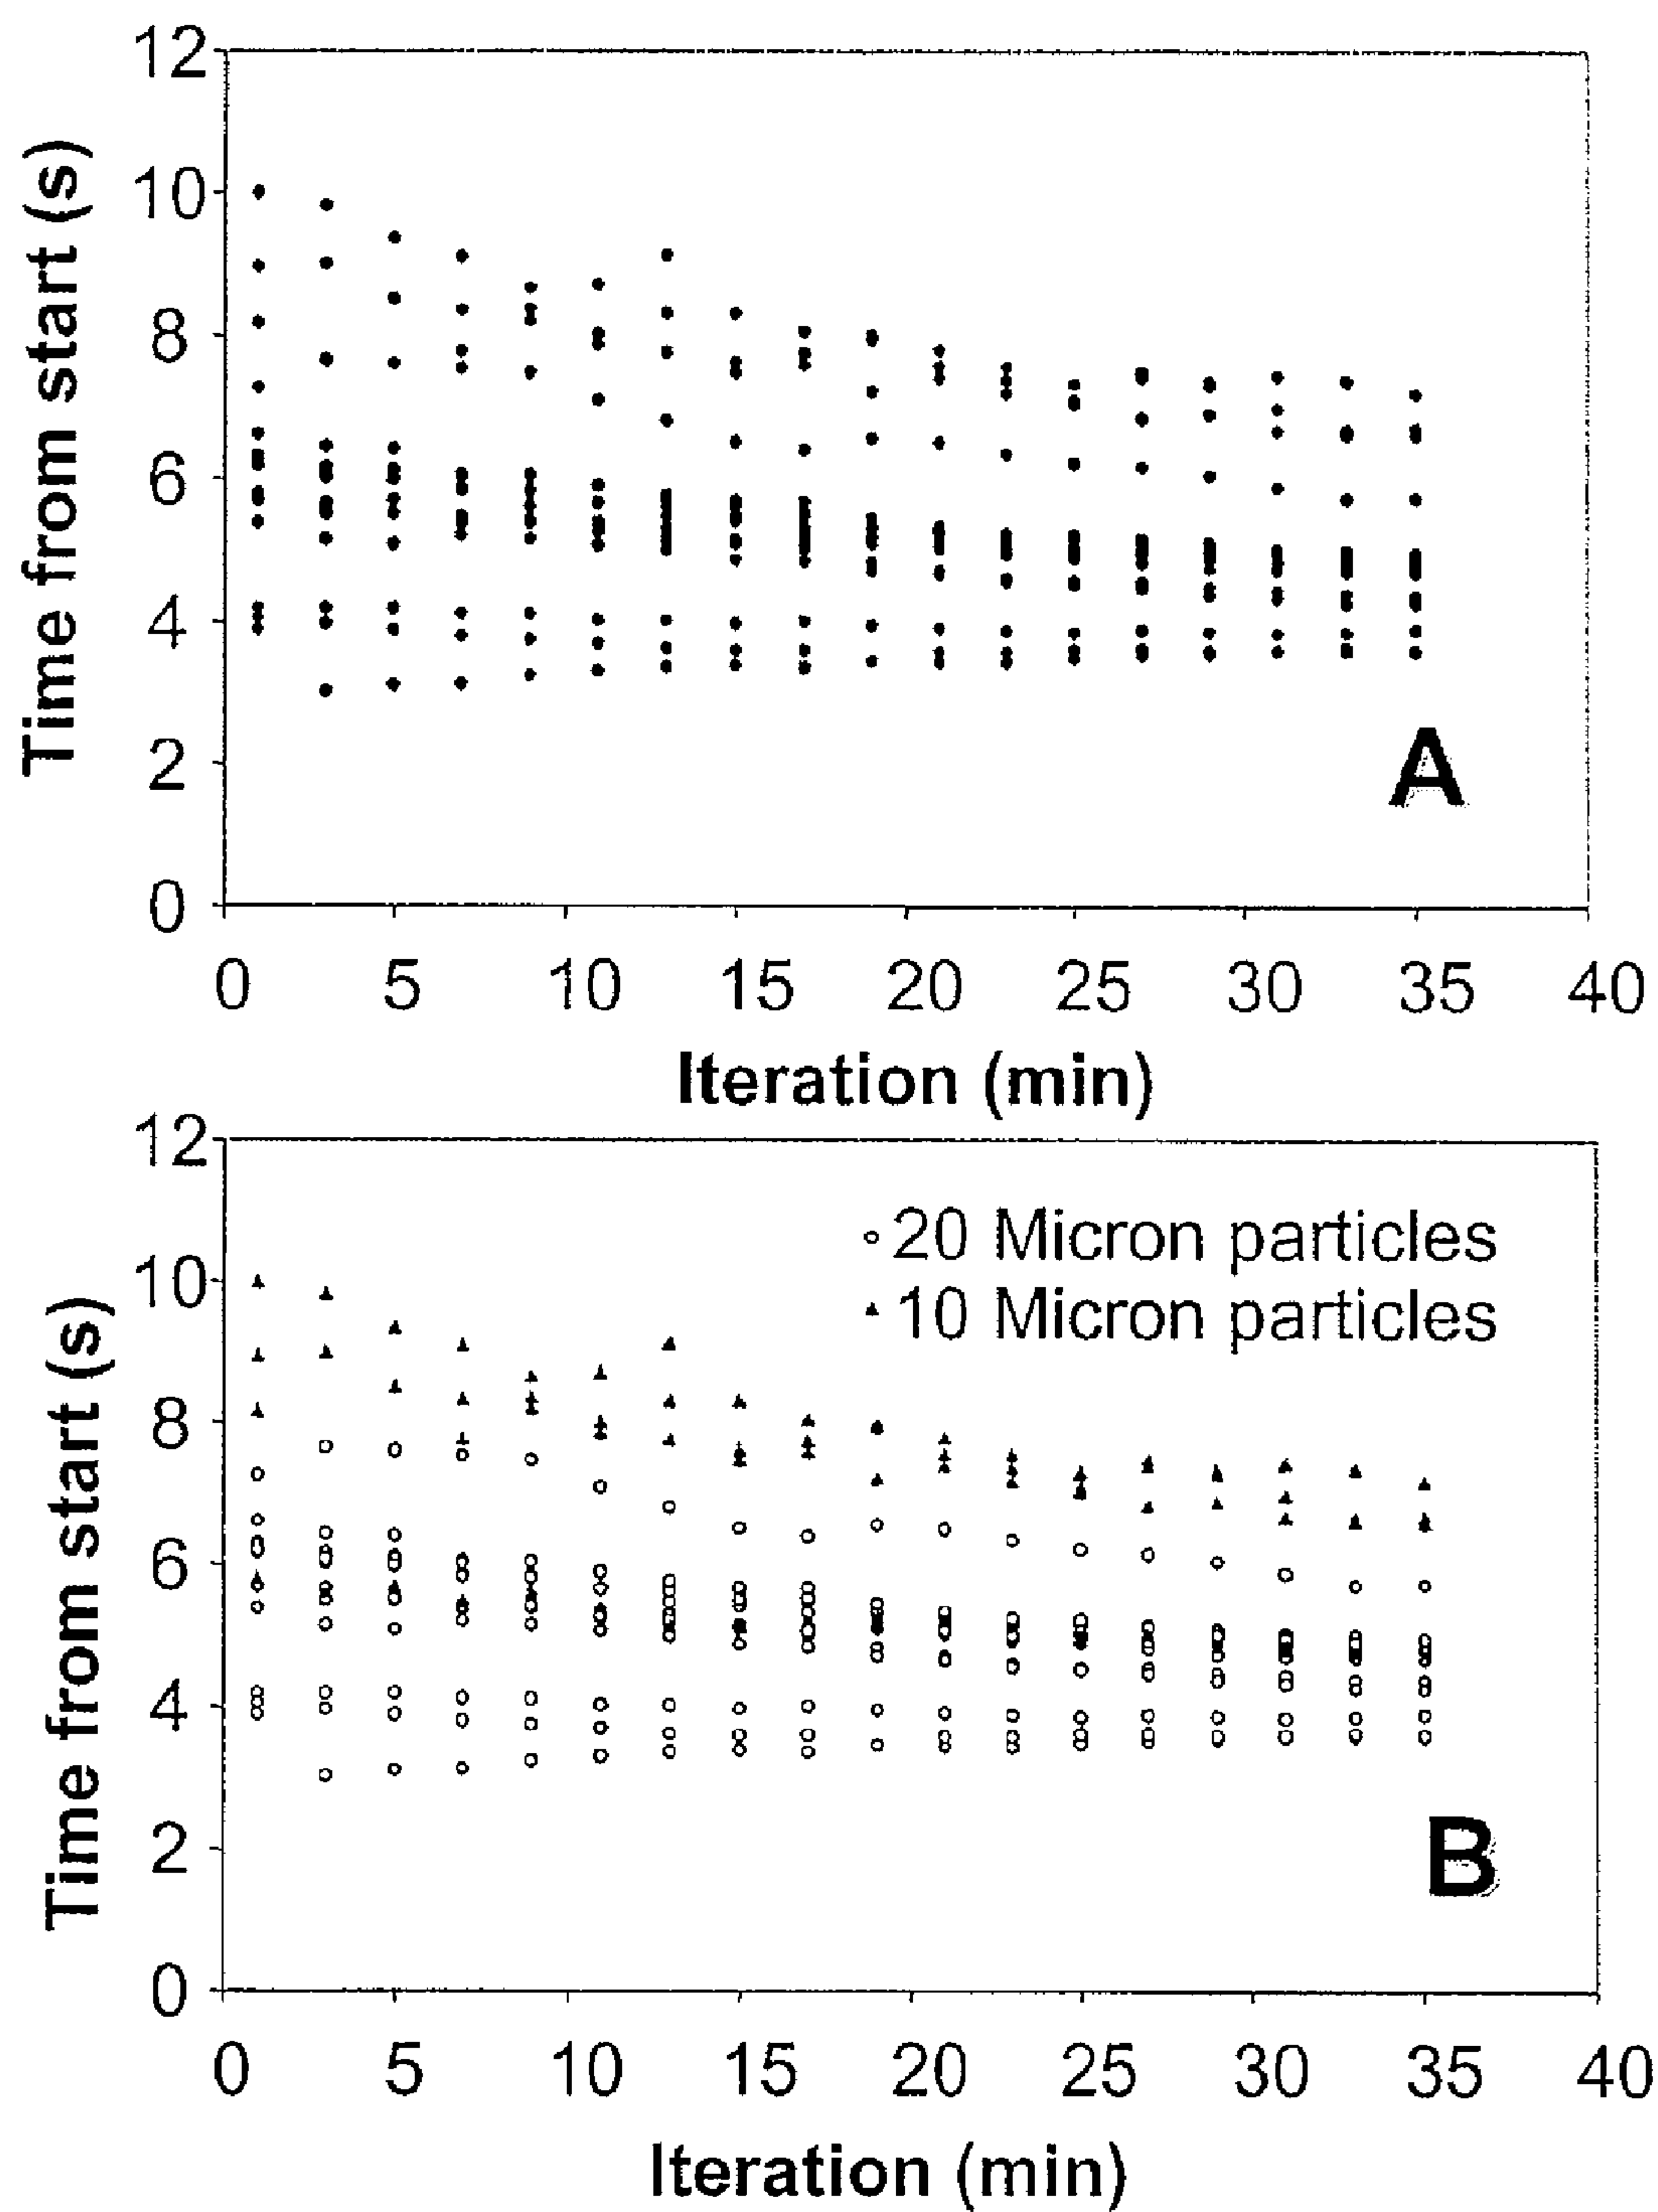 12
10
8
6
4
2
0
Time from start (s)
A
0 5 10 15 20 25 30 35 40
Iteration (min)
12
10
8
6
4
2
0
Time from start (s)
20 Micron particles
10 Micron particles
B
0 5 10 15 20 25 30 35 40
Iteration (min)